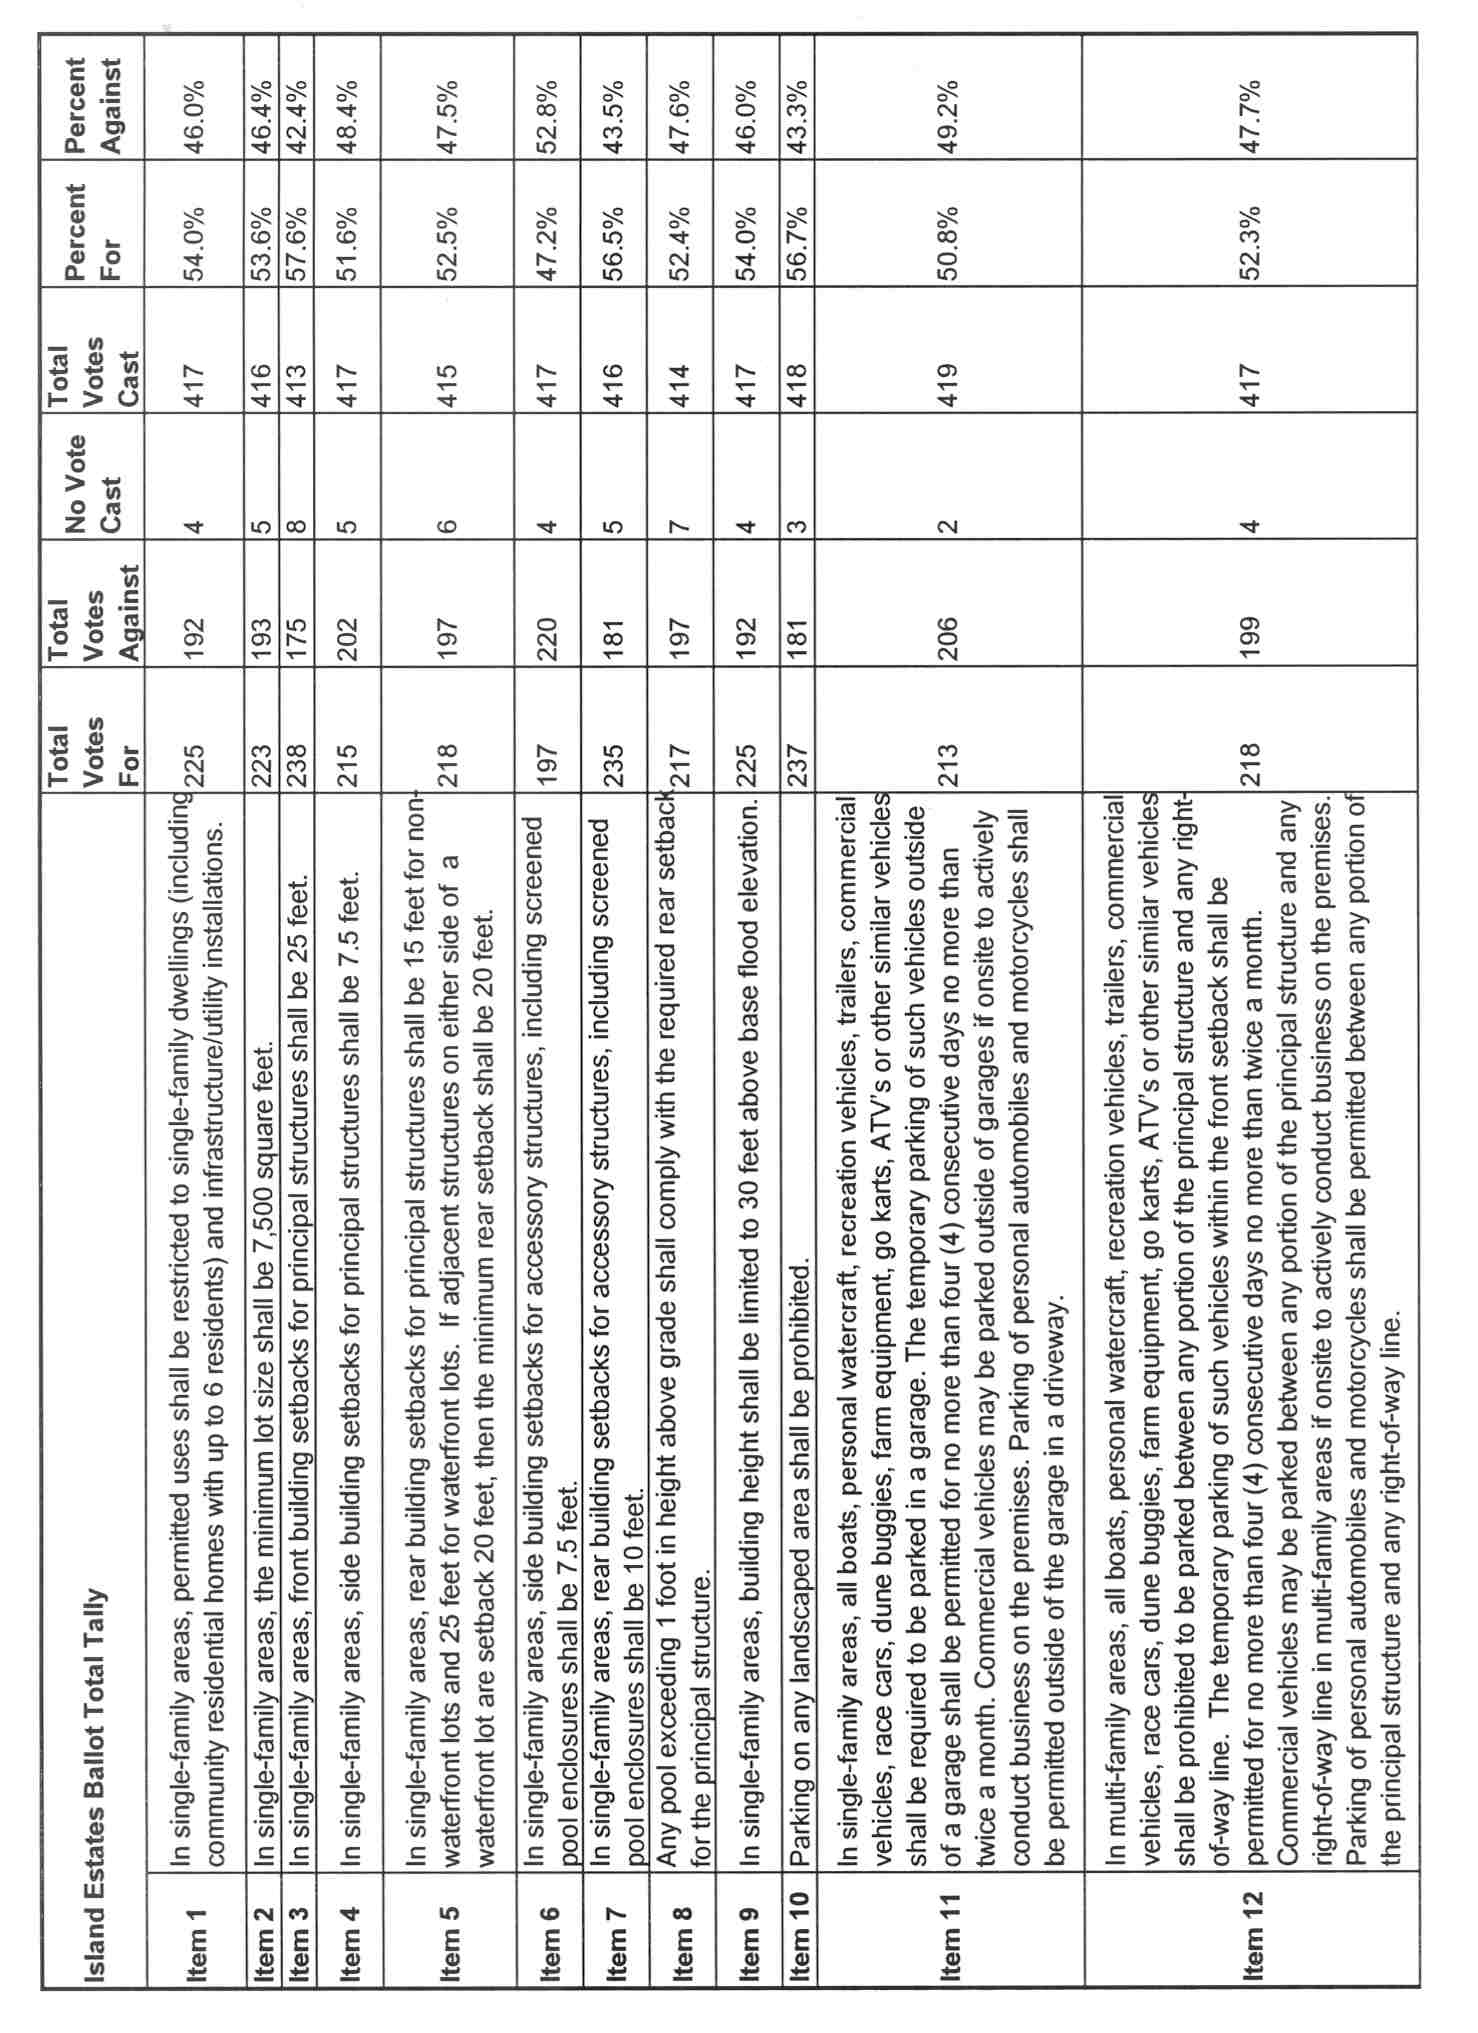 Island Estates Ballot Total Tally
Total
Votes
For
Total
Votes
Against
No Vote
Cast
Total
Votes
Cast
Percent
For
Percent
Against
Item 1
In single-family areas, permitted uses shall be restricted to single-family dwellings (including
community residential homes with up to 6 residents) and infrastructure/utility installations.
225 192 4 417 54.0% 46.0%
Item 2 In single-family areas, the minimum lot size shall be 7,500 square feet. 223 193 5 416 53.6% 46.4%
Item 3 In single-family areas, front building setbacks for principal structures shall be 25 feet. 238 175 8 413 57.6% 42.4%
Item 4 In single-family areas, side building setbacks for principal structures shall be 7.5 feet. 215 202 5 417 51.6% 48.4%
Item 5
In single-family areas, rear building setbacks for principal structures shall be 15 feet for non-
waterfront lots and 25 feet for waterfront lots. If adjacent structures on either side of a
waterfront lot are setback 20 feet, then the minimum rear setback shall be 20 feet.
218 197 6 415 52.5% 47.5%
Item 6
In single-family areas, side building setbacks for accessory structures, including screened
pool enclosures shall be 7.5 feet.
197 220 4 417 47.2% 52.8%
Item 7
In single-family areas, rear building setbacks for accessory structures, including screened
pool enclosures shall be 10 feet.
235 181 5 416 56.5% 43.5%
Item 8
Any pool exceeding 1 foot in height above grade shall comply with the required rear setback
for the principal structure.
217 197 7 414 52.4% 47.6%
Item 9 In single-family areas, building height shall be limited to 30 feet above base flood elevation. 225 192 4 417 54.0% 46.0%
Item 10 Parking on any landscaped area shall be prohibited. 237 181 3 418 56.7% 43.3%
Item 11
In single-family areas, all boats, personal watercraft, recreation vehicles, trailers, commercial
vehicles, race cars, dune buggies, farm equipment, go karts, ATV's or other similar vehicles
shall be required to be parked in a garage. The temporary parking of such vehicles outside
of a garage shall be permitted for no more than four (4) consecutive days no more than
twice a month. Commercial vehicles may be parked outside of garages if onsite to actively
conduct business on the premises. Parking of personal automobiles and motorcycles shall
be permitted outside of the garage in a driveway.
213 206 2 419 50.8% 49.2%
Item 12
In multi-family areas, all boats, personal watercraft, recreation vehicles, trailers, commercial
vehicles, race cars, dune buggies, farm equipment, go karts, ATV's or other similar vehicles
shall be prohibited to be parked between any portion of the principal structure and any right-
of-way line. The temporary parking of such vehicles within the front setback shall be
permitted for no more than four (4) consecutive days no more than twice a month.
Commercial vehicles may be parked between any portion of the principal structure and any
right-of-way line in multi-family areas if onsite to actively conduct business on the premises.
Parking of personal automobiles and motorcycles shall be permitted between any portion of
the principal structure and any right-of-way line.
218 199 4 417 52.3% 47.7%